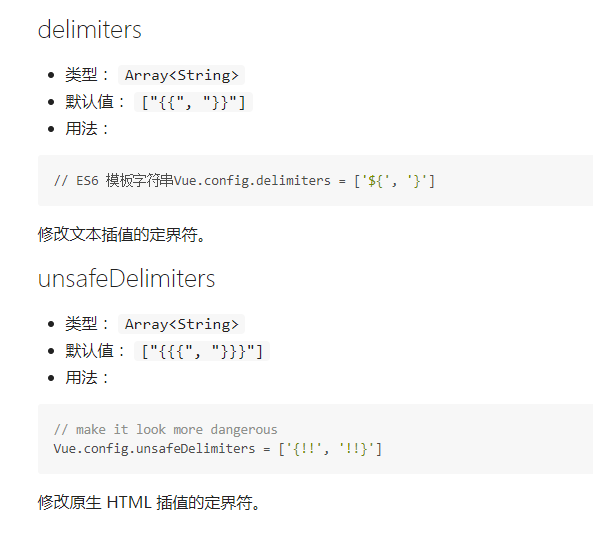 delimiters
类型： Array<String>
默认值： ["{{", "}}"]
用法：
// ES6 模板字符串Vue.config.delimiters = ['${', '}']
修改文本插值的定界符。
unsafeDelimiters
类型： Array<String>
默认值： ["{{{", "}}}"]
用法：
// make it look more dangerous
Vue.config.unsafeDelimiters = ['{!!', '!!}']
修改原生 HTML 插值的定界符。